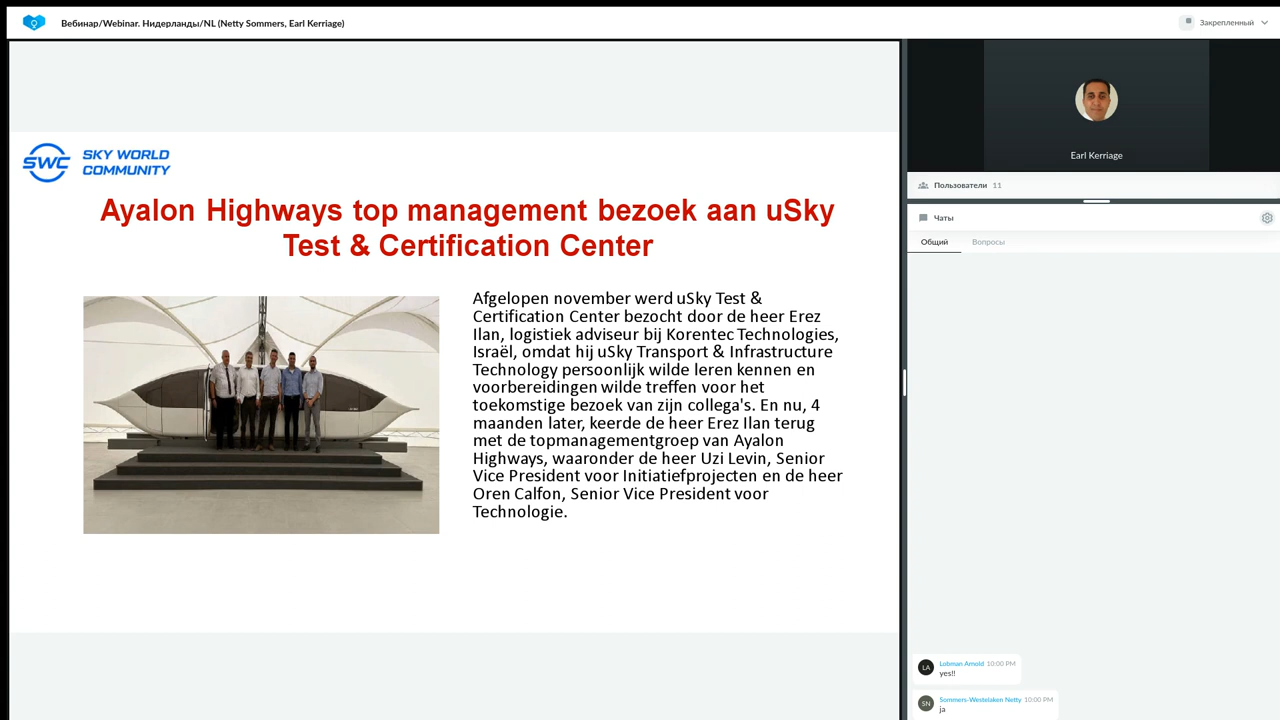 Вебинар/Webinar. Нидерланды/NL (Netty Sommers, Earl Kerriage)
Закрепленный
SWC
SKY WORLD
COMMUNITY
Ayalon Highways top management bezoek aan uSky
Test & Certification Center
Afgelopen november werd uSky Test &
Certification Center bezocht door de heer Erez
Ilan, logistiek adviseur bij Korentec Technologies,
Israël, omdat hij uSky Transport & Infrastructure
Technology persoonlijk wilde leren kennen en
voorbereidingen wilde treffen voor het
toekomstige bezoek van zijn collega's. En nu, 4
maanden later, keerde de heer Erez Ilan terug
met de topmanagementgroep van Ayalon
Highways, waaronder de heer Uzi Levin, Senior
Vice President voor Initiatiefprojecten en de heer
Oren Calfon, Senior Vice President voor
Technologie.
Earl Kerriage
Пользователи 11
Чаты
Общий Вопросы
LA
Lobman Arnold 10:00 PM
yes!!
SN
Sommers-Westelaken Netty 10:00 PM
ja